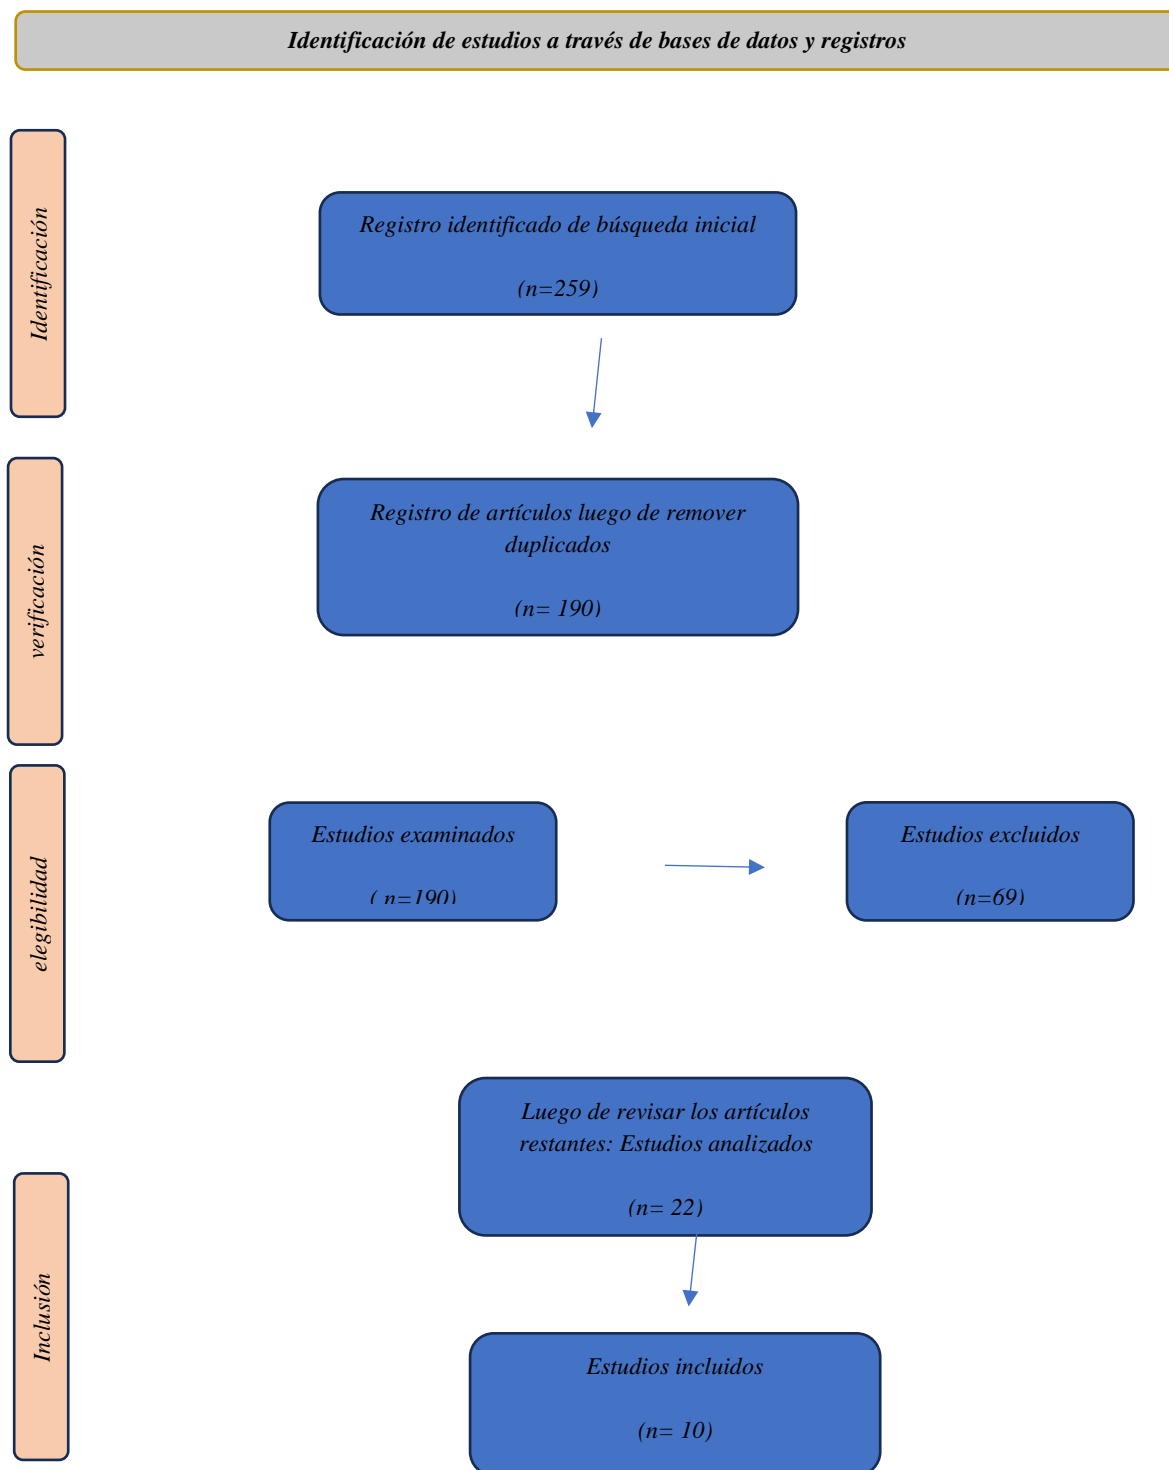 Identificación de estudios a través de bases de datos y registros
Identificación
Registro identificado de búsqueda inicial
(n=259)
verificación
Registro de artículos luego de remover
duplicados
(n= 190)
elegibilidad
Estudios examinados
( n=190)
Estudios excluidos
(n=69)
Luego de revisar los artículos
restantes: Estudios analizados
(n= 22)
Inclusión
Estudios incluidos
(n= 10)